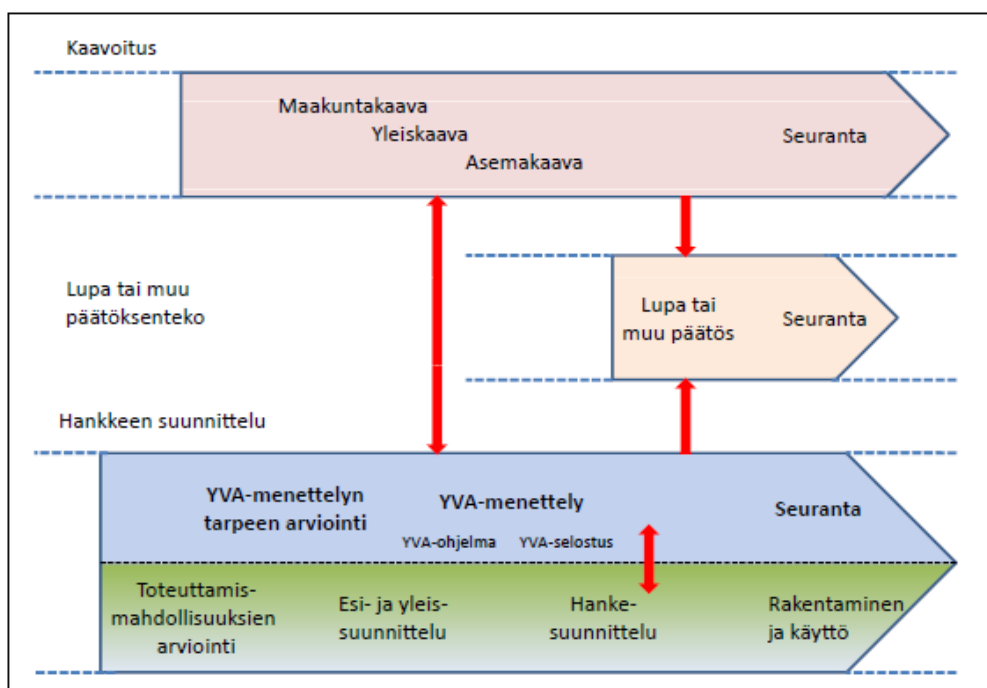 Kaavoitus
Maakuntakaava
Yleiskaava
Asemakaava
Seuranta
Lupa tai muu
päätöksenteko
Lupa tai
muu päätös
Seuranta
Hankkeen suunnittelu
YVA-menettelyn
tarpeen arviointi
YVA-menettely
YVA-ohjelma
YVA-selostus
Seuranta
Toteuttamis-
mahdollisuuksien
arviointi
Esi- ja yleis-
suunnittelu
Hanke-
suunnittelu
Rakentaminen
ja käyttö